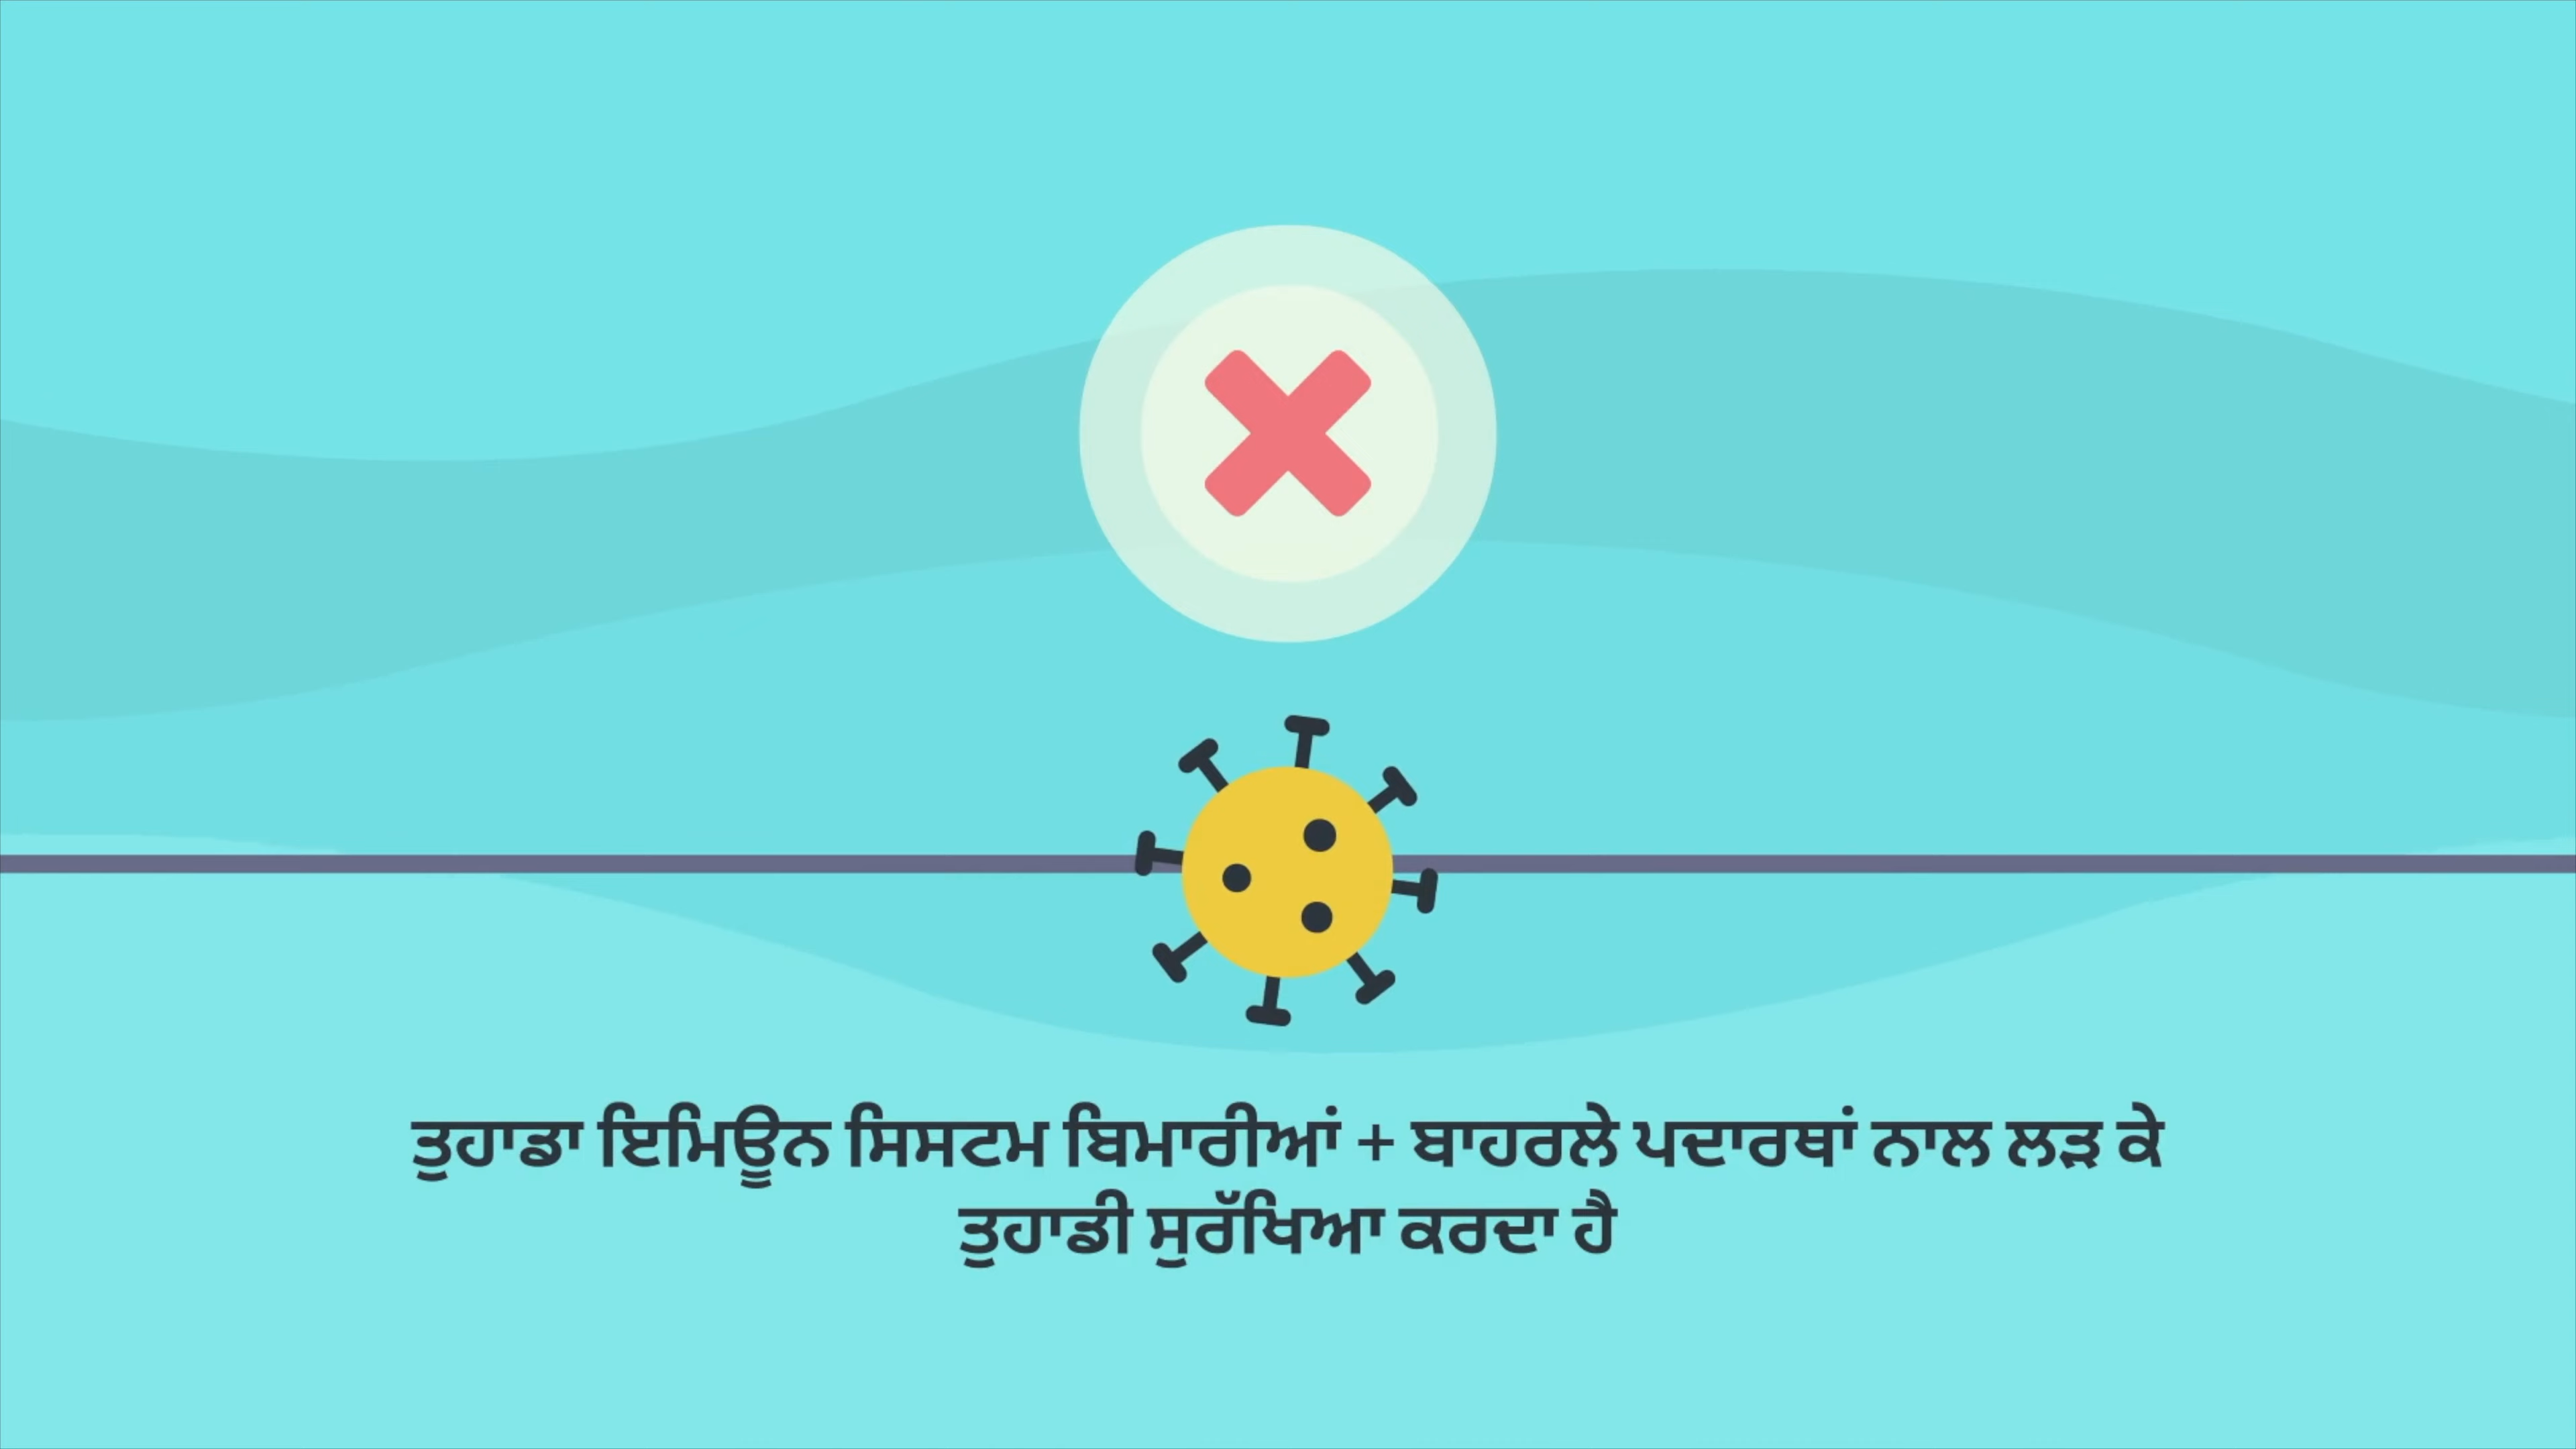 ਤੁਹਾਡਾ ਇਮਿਊਨ ਸਿਸਟਮ ਬਿਮਾਰੀਆਂ + ਬਾਹਰਲੇ ਪਦਾਰਥਾਂ ਨਾਲ ਲੜ ਕੇ
ਤੁਹਾਡੀ ਸੁਰੱਖਿਆ ਕਰਦਾ ਹੈ